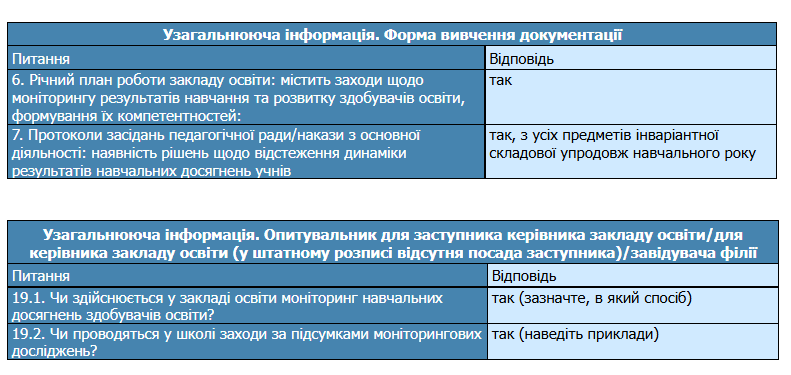 Узагальнююча інформація. Форма вивчення документації
Питання
Відповідь
6. Річний план роботи закладу освіти: містить заходи щодо
моніторингу результатів навчання та розвитку здобувачів освіти,
формування їх компетентностей:
так
7. Протоколи засідань педагогічної ради/накази з основної
діяльності: наявність рішень щодо відстеження динаміки
результатів навчальних досягнень учнів
так, з усіх предметів інваріантної
складової упродовж навчального року
Узагальнююча інформація. Опитувальник для заступника керівника закладу освіти/для
керівника закладу освіти (у штатному розписі відсутня посада заступника)/завідувача філії
Питання
Відповідь
19.1. Чи здійснюється у закладі освіти моніторинг навчальних
досягнень здобувачів освіти?
так (зазначте, в який спосіб)
19.2. Чи проводяться у школі заходи за підсумками моніторингових
досліджень?
так (наведіть приклади)